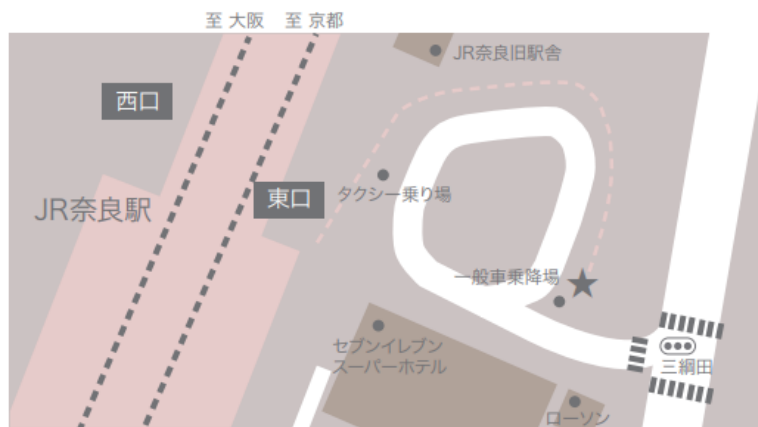 至 大阪
至 京都
JR奈良旧駅舎
西口
東口
タクシー乗り場
JR奈良駅
一般車乗降場
セブンイレブン
スーパーホテル
三綱田
ローソン